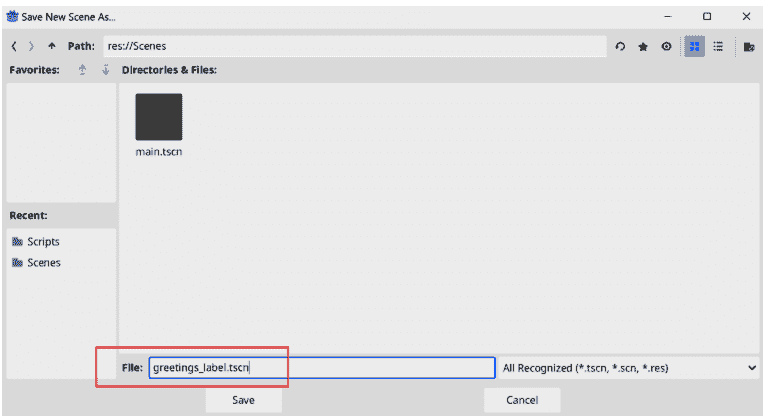 Save New Scene As...
Path: res://Scenes
Favorites: Directories & Files:
main.tscn
Recent:
Scripts
Scenes
File: greetings_label.tscn All Recognized (*.tscn, *.scn, *.res)
Save Cancel